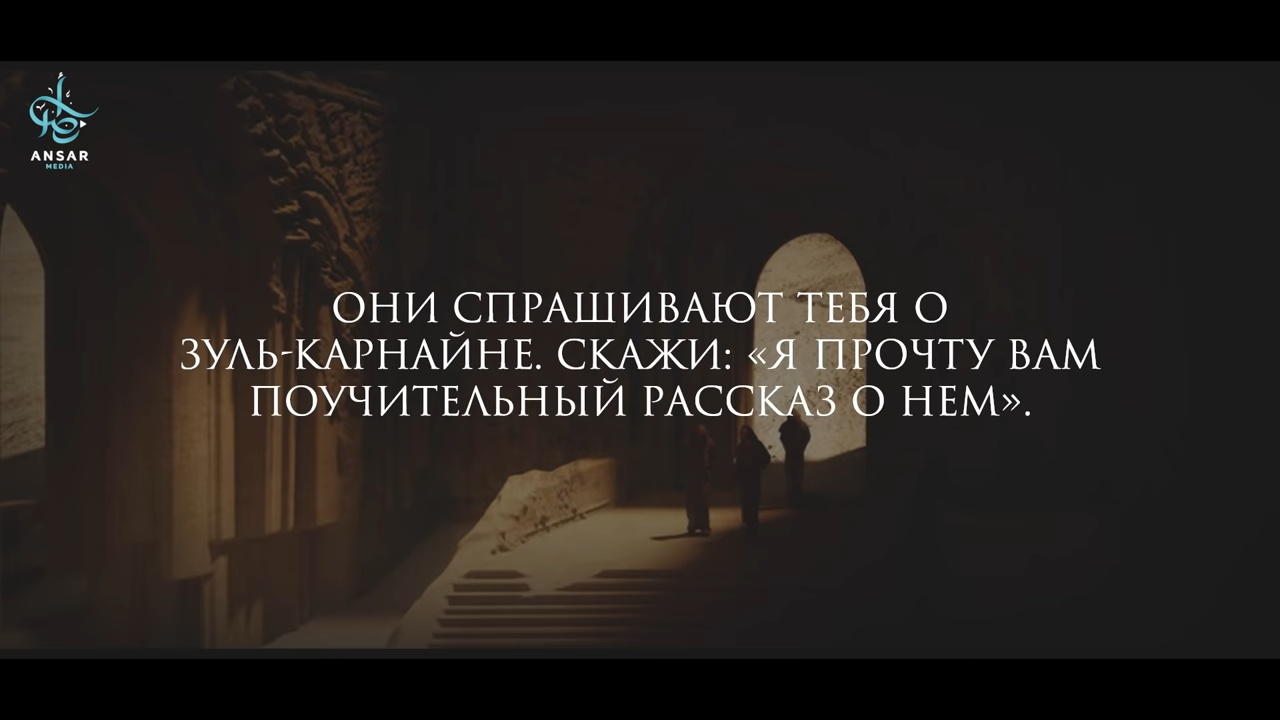 ANSAR
MEDIA
ОНИ СПРАШИВАЮТ ТЕБЯ О
ЗУЛЬ-КАРНАЙНЕ. СКАЖИ: «Я ПРОЧТУ ВАМ
ПОУЧИТЕЛЬНЫЙ РАССКАЗ О НЕМ».